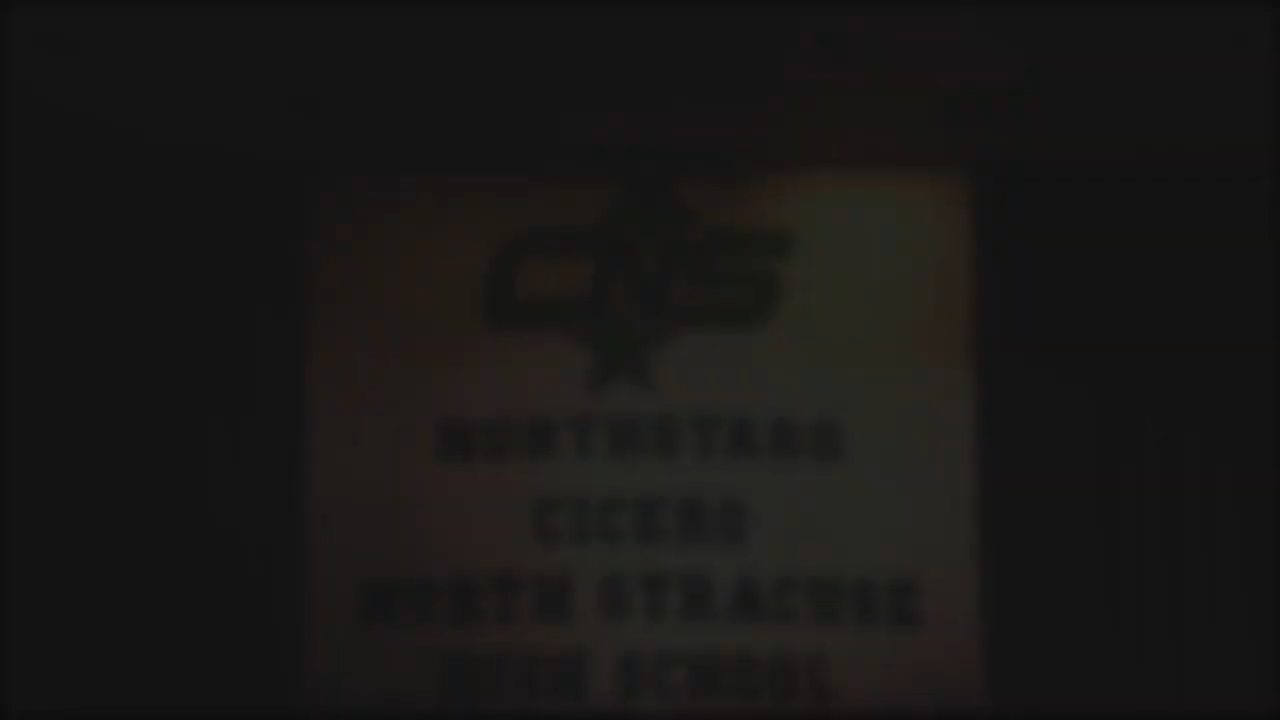 CNS
NORTHSTARS
CICERO
NORTH SYRACUSE
HIGH SCHOOL